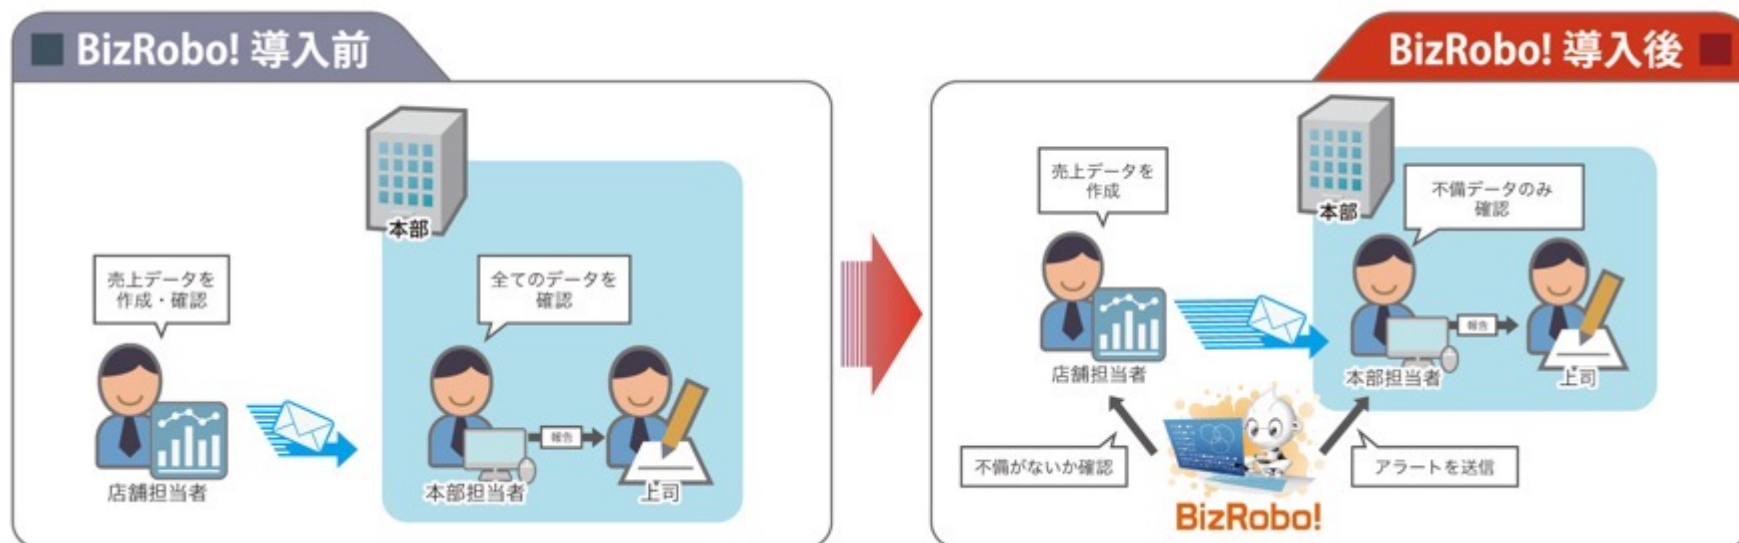 BizRobo! 導入前
本部
売上データを
作成・確認
全てのデータを
確認
報告
店舗担当者
本部担当者
上司
BizRobo! 導入後
売上データを
作成
本部
不備データのみ
確認
報告
店舗担当者
本部担当者
上司
不備がないか確認
アラートを送信
BizRobo!